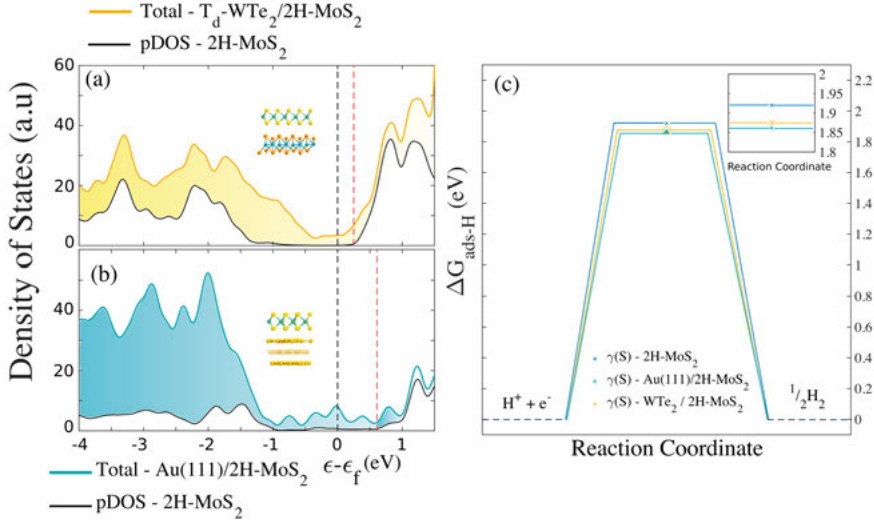 Total - T_d-WTe₂/2H-MoS₂
pDOS - 2H-MoS₂
Density of States (a.u)
(a)
60
40
20
0
(b)
40
20
0
-4 -3 -2 -1 0 1
ϵ-ϵ_f (eV)
Total - Au(111)/2H-MoS₂
pDOS - 2H-MoS₂
(c)
ΔG_ads-H (eV)
2.2
2
1.8
1.6
1.4
1.2
1
0.8
0.6
0.4
0.2
0
2
1.95
1.9
1.85
1.8
Reaction Coordinate
γ(S) - 2H-MoS₂
γ(S) - Au(111)/2H-MoS₂
γ(S) - WTe₂ / 2H-MoS₂
H⁺ + e⁻
¹/₂H₂
Reaction Coordinate